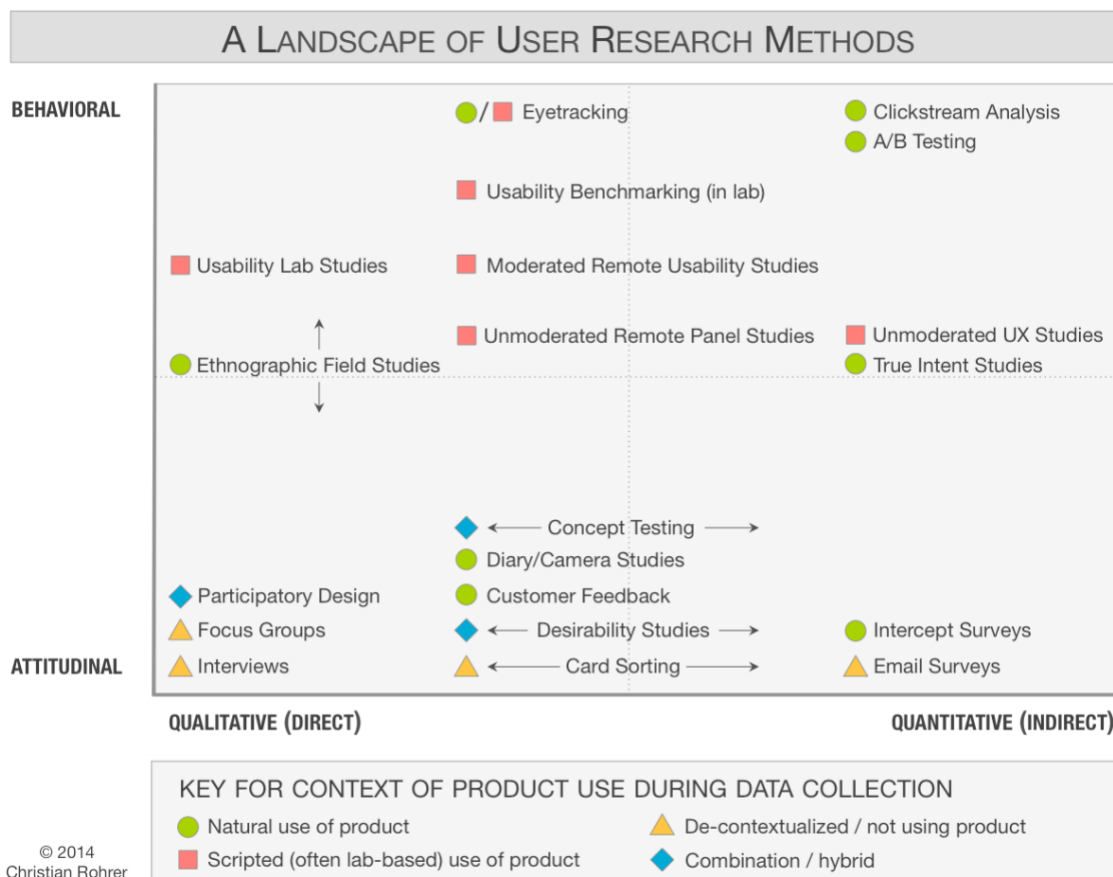 A LANDSCAPE OF USER RESEARCH METHODS
BEHAVIORAL
/ Eyetracking
Clickstream Analysis
A/B Testing
Usability Benchmarking (in lab)
Usability Lab Studies
Moderated Remote Usability Studies
Unmoderated Remote Panel Studies
Unmoderated UX Studies
Ethnographic Field Studies
True Intent Studies
Concept Testing
Diary/Camera Studies
Participatory Design
Customer Feedback
Focus Groups
Desirability Studies
Intercept Surveys
ATTITUDINAL
Interviews
Card Sorting
Email Surveys
QUALITATIVE (DIRECT)
QUANTITATIVE (INDIRECT)
KEY FOR CONTEXT OF PRODUCT USE DURING DATA COLLECTION
Natural use of product
De-contextualized / not using product
Scripted (often lab-based) use of product
Combination / hybrid
© 2014
Christian Rohrer